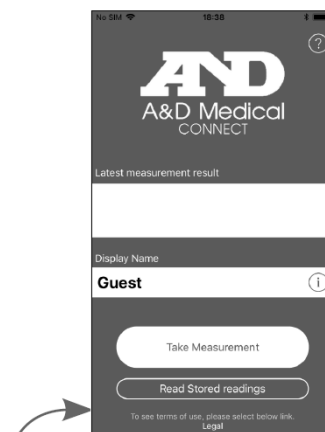 No SIM 18:38
?
AND
A&D Medical
CONNECT
Latest measurement result
Display Name
Guest i
Take Measurement
Read Stored readings
To see terms of use, please select below link.
Legal